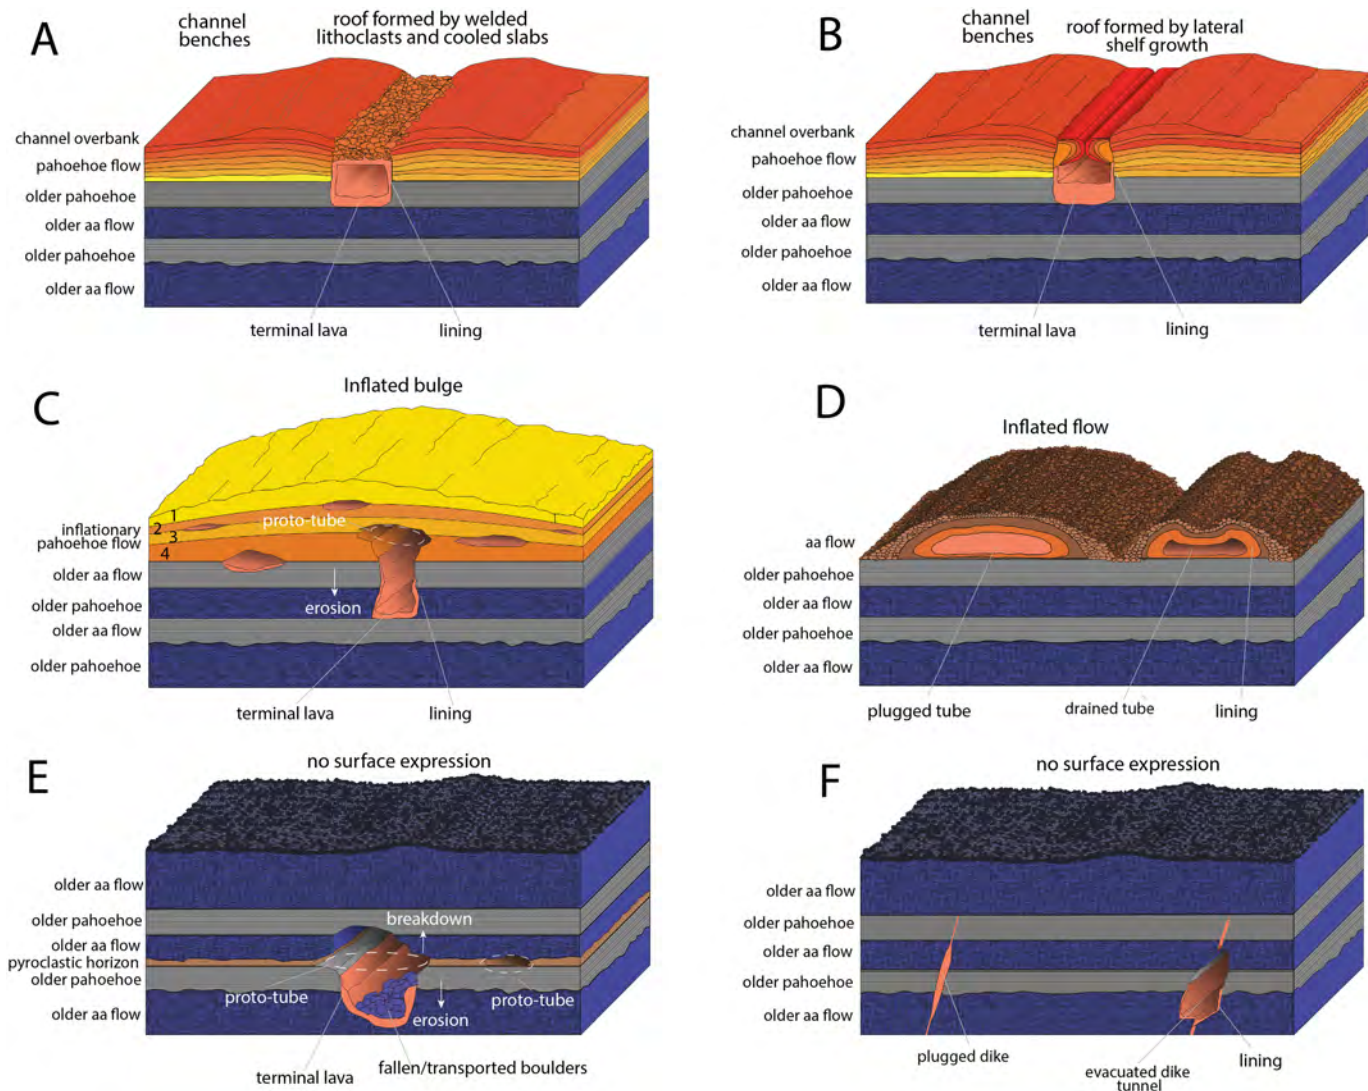 A
channel
benches
roof formed by welded
lithoclasts and cooled slabs
channel overbank
pahoehoe flow
older pahoehoe
older aa flow
older pahoehoe
older aa flow
terminal lava
lining
B
channel
benches
roof formed by lateral
shelf growth
channel overbank
pahoehoe flow
older pahoehoe
older aa flow
older pahoehoe
older aa flow
terminal lava
lining
C
Inflated bulge
1
2
3
4
proto-tube
inflationary
pahoehoe flow
older aa flow
erosion
older pahoehoe
older aa flow
older pahoehoe
terminal lava
lining
D
Inflated flow
aa flow
older pahoehoe
older aa flow
older pahoehoe
older aa flow
plugged tube
drained tube
lining
E
no surface expression
older aa flow
older pahoehoe
breakdown
older aa flow
pyroclastic horizon
older pahoehoe
proto-tube
proto-tube
erosion
older aa flow
terminal lava
fallen/transported boulders
F
no surface expression
older aa flow
older pahoehoe
older aa flow
older pahoehoe
older aa flow
plugged dike
evacuated dike
tunnel
lining